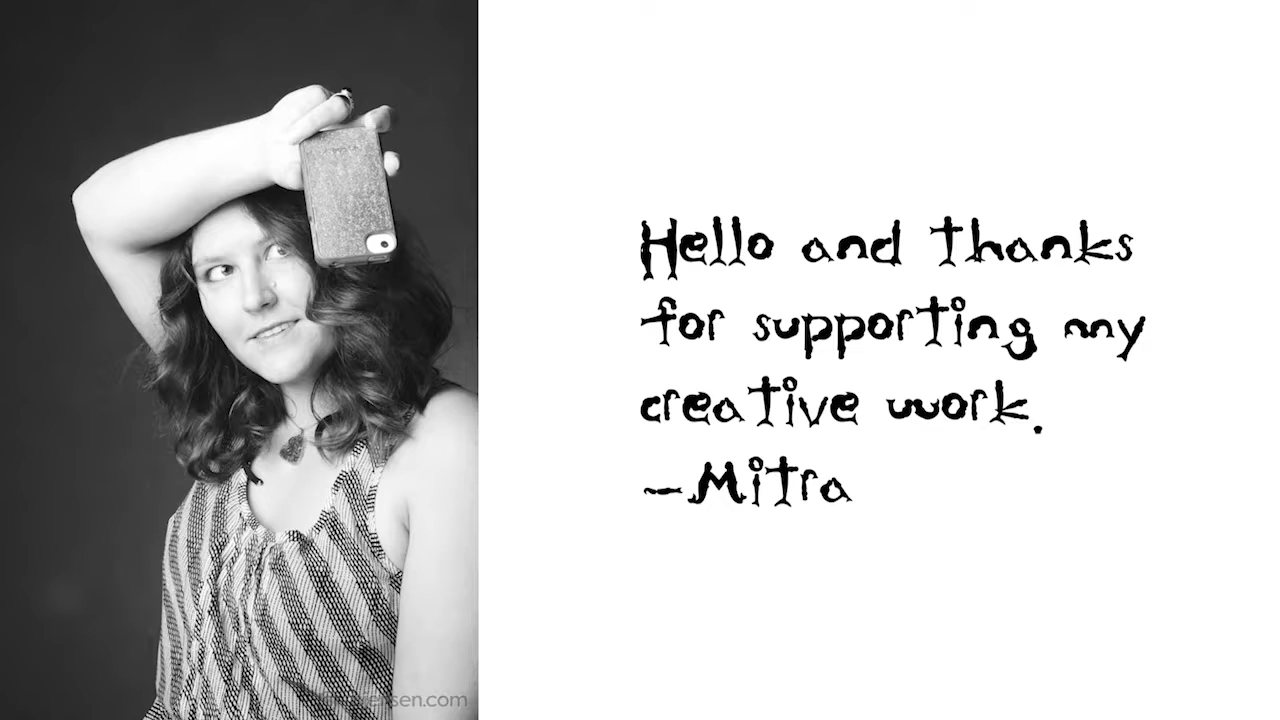 Hello and thanks
for supporting my
creative work.
-Mitra